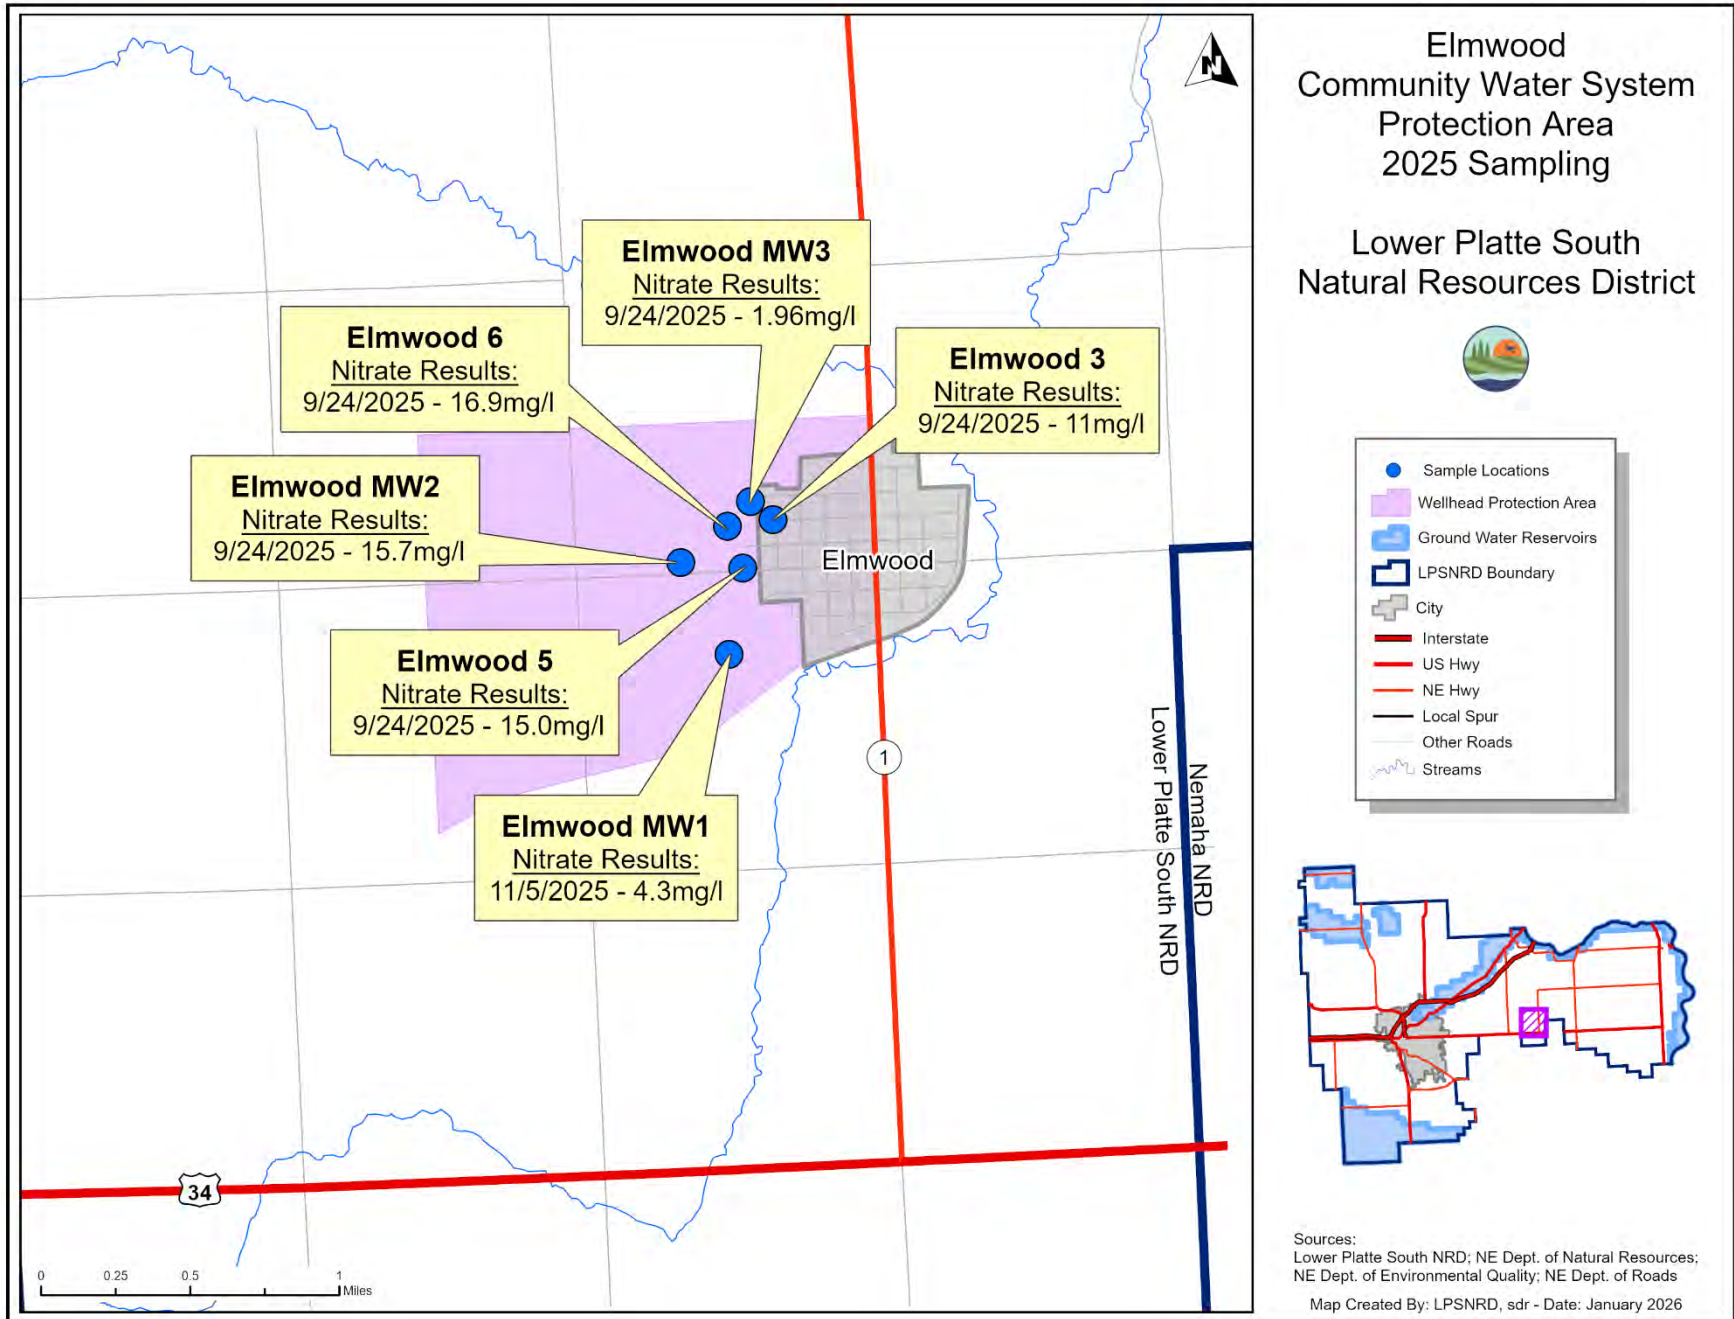 Elmwood
Community Water System
Protection Area
2025 Sampling
Lower Platte South
Natural Resources District
N
Elmwood MW3
Nitrate Results:
9/24/2025 - 1.96mg/l
Elmwood 6
Nitrate Results:
9/24/2025 - 16.9mg/l
Elmwood 3
Nitrate Results:
9/24/2025 - 11mg/l
Elmwood MW2
Nitrate Results:
9/24/2025 - 15.7mg/l
Elmwood
Elmwood 5
Nitrate Results:
9/24/2025 - 15.0mg/l
Elmwood MW1
Nitrate Results:
11/5/2025 - 4.3mg/l
1
Lower Platte South NRD
Nemaha NRD
34
0 0.25 0.5 1
Miles
Sample Locations
Wellhead Protection Area
Ground Water Reservoirs
LPSNRD Boundary
City
Interstate
US Hwy
NE Hwy
Local Spur
Other Roads
Streams
Sources:
Lower Platte South NRD; NE Dept. of Natural Resources;
NE Dept. of Environmental Quality; NE Dept. of Roads
Map Created By: LPSNRD, sdr - Date: January 2026